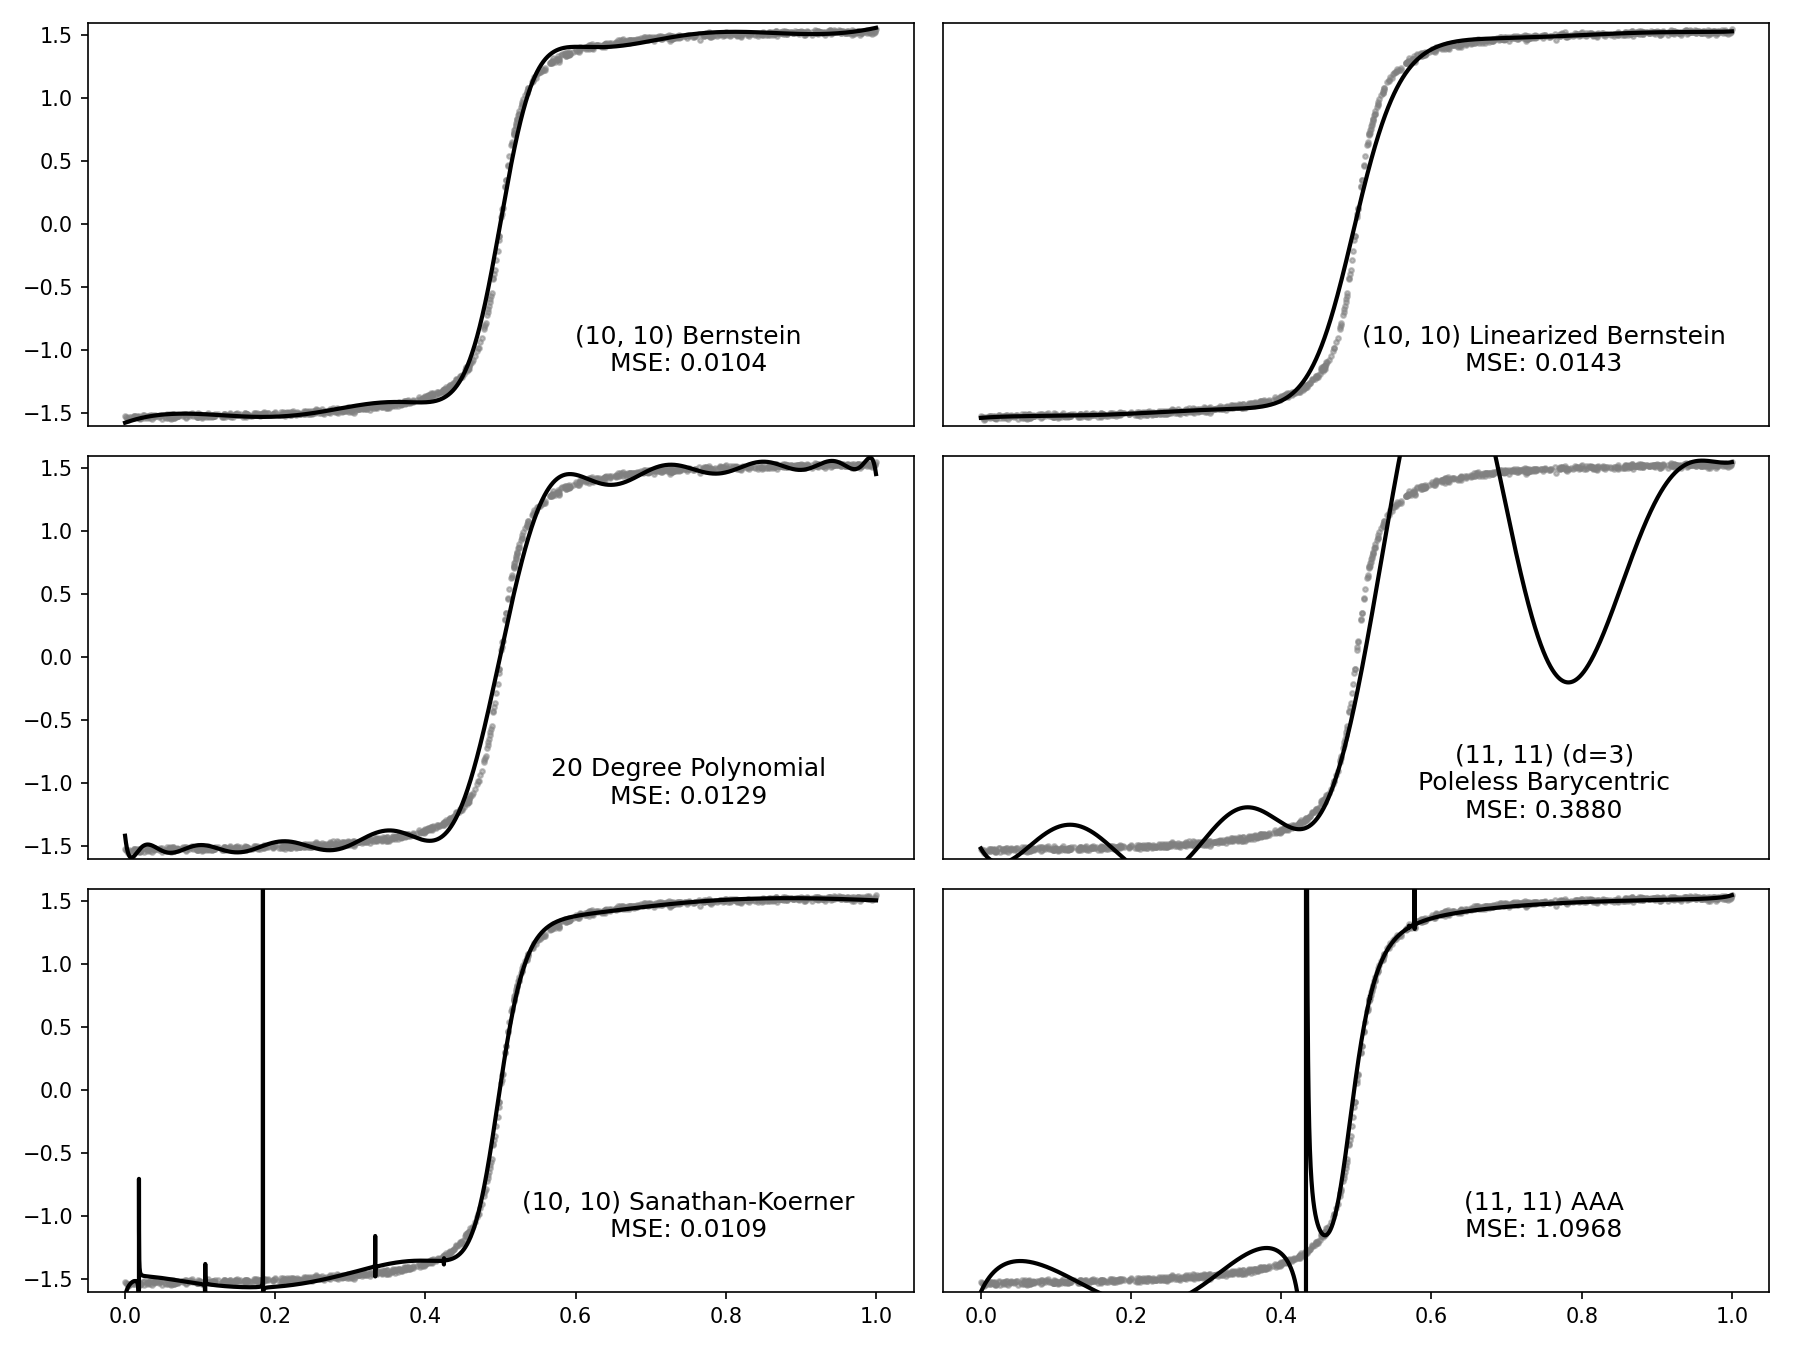 1.5
1.0
0.5
0.0
−0.5
−1.0
−1.5
(10, 10) Bernstein
MSE: 0.0104
(10, 10) Linearized Bernstein
MSE: 0.0143
1.5
1.0
0.5
0.0
−0.5
−1.0
−1.5
20 Degree Polynomial
MSE: 0.0129
(11, 11) (d=3)
Poleless Barycentric
MSE: 0.3880
1.5
1.0
0.5
0.0
−0.5
−1.0
−1.5
(10, 10) Sanathan-Koerner
MSE: 0.0109
0.0 0.2 0.4 0.6 0.8 1.0
(11, 11) AAA
MSE: 1.0968
0.0 0.2 0.4 0.6 0.8 1.0